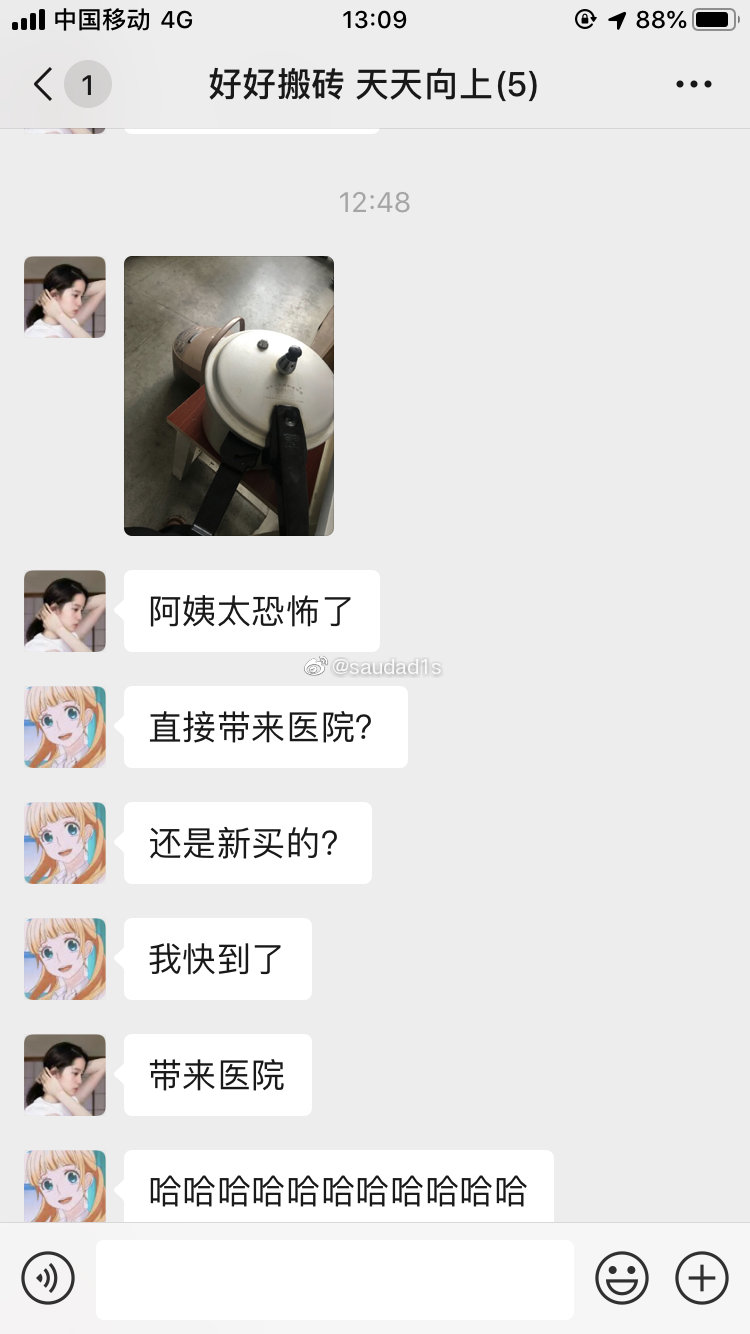 中国移动 4G 13:09 88%
1 好好搬砖 天天向上(5)
12:48
阿姨太恐怖了
@saudad1s
直接带来医院?
还是新买的?
我快到了
带来医院
哈哈哈哈哈哈哈哈哈哈哈